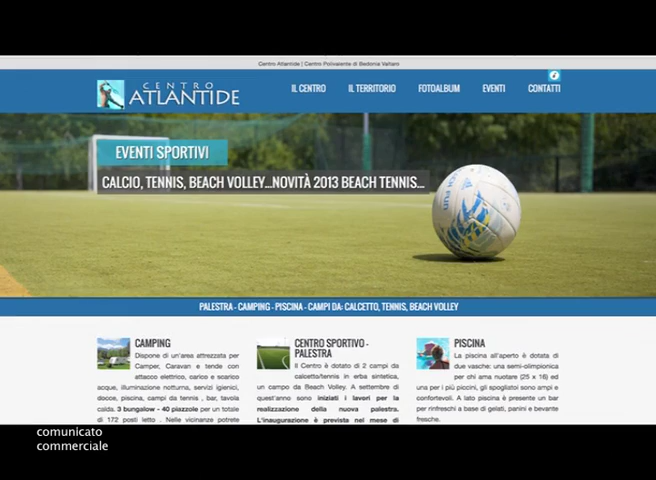 Centro Atlantide | Centro Polivalente di Bedonia Valtaro
CENTRO
ATLANTIDE
IL CENTRO IL TERRITORIO FOTOALBUM EVENTI CONTATTI
EVENTI SPORTIVI
CALCIO, TENNIS, BEACH VOLLEY...NOVITÀ 2013 BEACH TENNIS...
PALESTRA - CAMPING - PISCINA - CAMPI DA: CALCETTO, TENNIS, BEACH VOLLEY
CAMPING
Dispone di un'area attrezzata per
Camper, Caravan e tende con
attacco elettrico, carico e scarico
acque, illuminazione notturna, servizi igienici,
docce, piscina, campi da tennis , bar, tavola
calda. 3 bungalow - 40 piazzole per un totale
di 172 posti letto . Nelle vicinanze potrete
CENTRO SPORTIVO -
PALESTRA
Il Centro è dotato di 2 campi da
calcetto/tennis in erba sintetica,
un campo da Beach Volley. A settembre di
quest'anno sono iniziati i lavori per la
realizzazione della nuova palestra.
L'inaugurazione è prevista nel mese di
PISCINA
La piscina all'aperto è dotata di
due vasche: una semi-olimpionica
per chi ama nuotare (25 x 16) ed
una per i più piccini, gli spogliatoi sono ampi e
confortevoli. A lato piscina è presente un bar
per rinfreschi a base di gelati, panini e bevante
fresche.
comunicato
commerciale